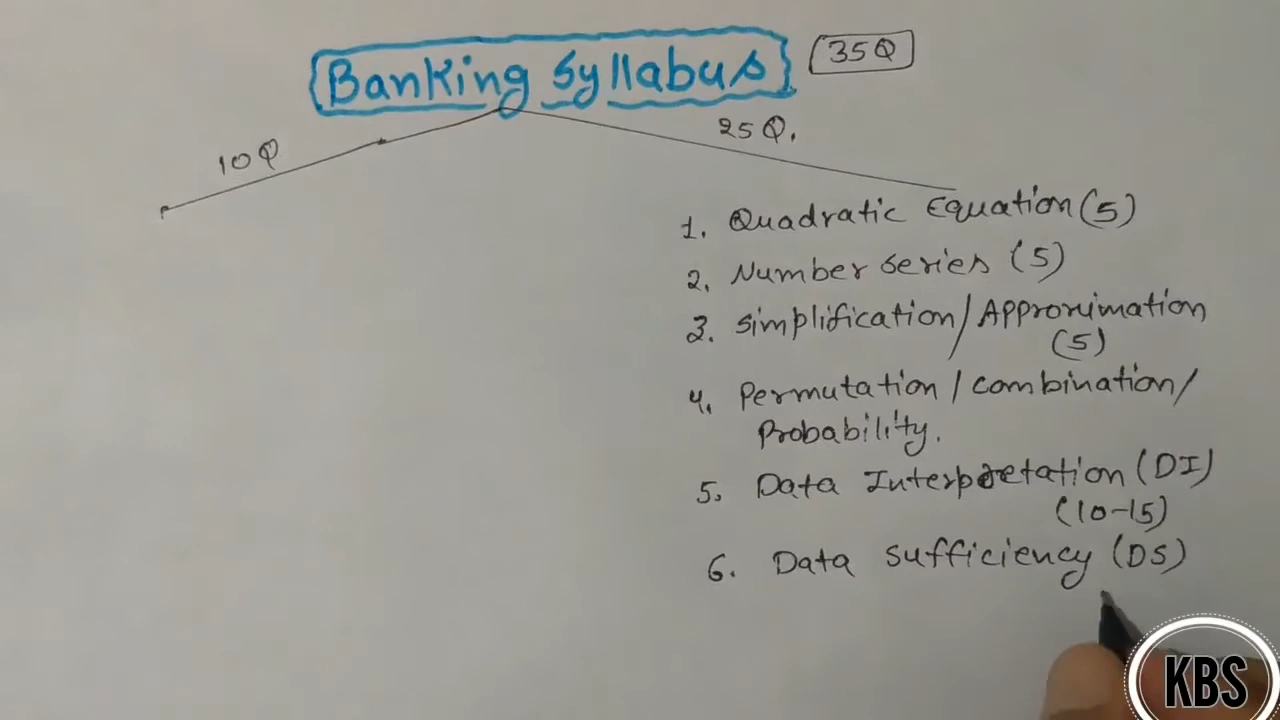 Banking Syllabus
35Q
10Q
25Q.
1. Quadratic Equation (5)
2. Number series (5)
3. Simplification / Approximation
(5)
4. Permutation / Combination /
Probability.
5. Data Interpretation (DI)
(10-15)
6. Data Sufficiency (DS)
KBS